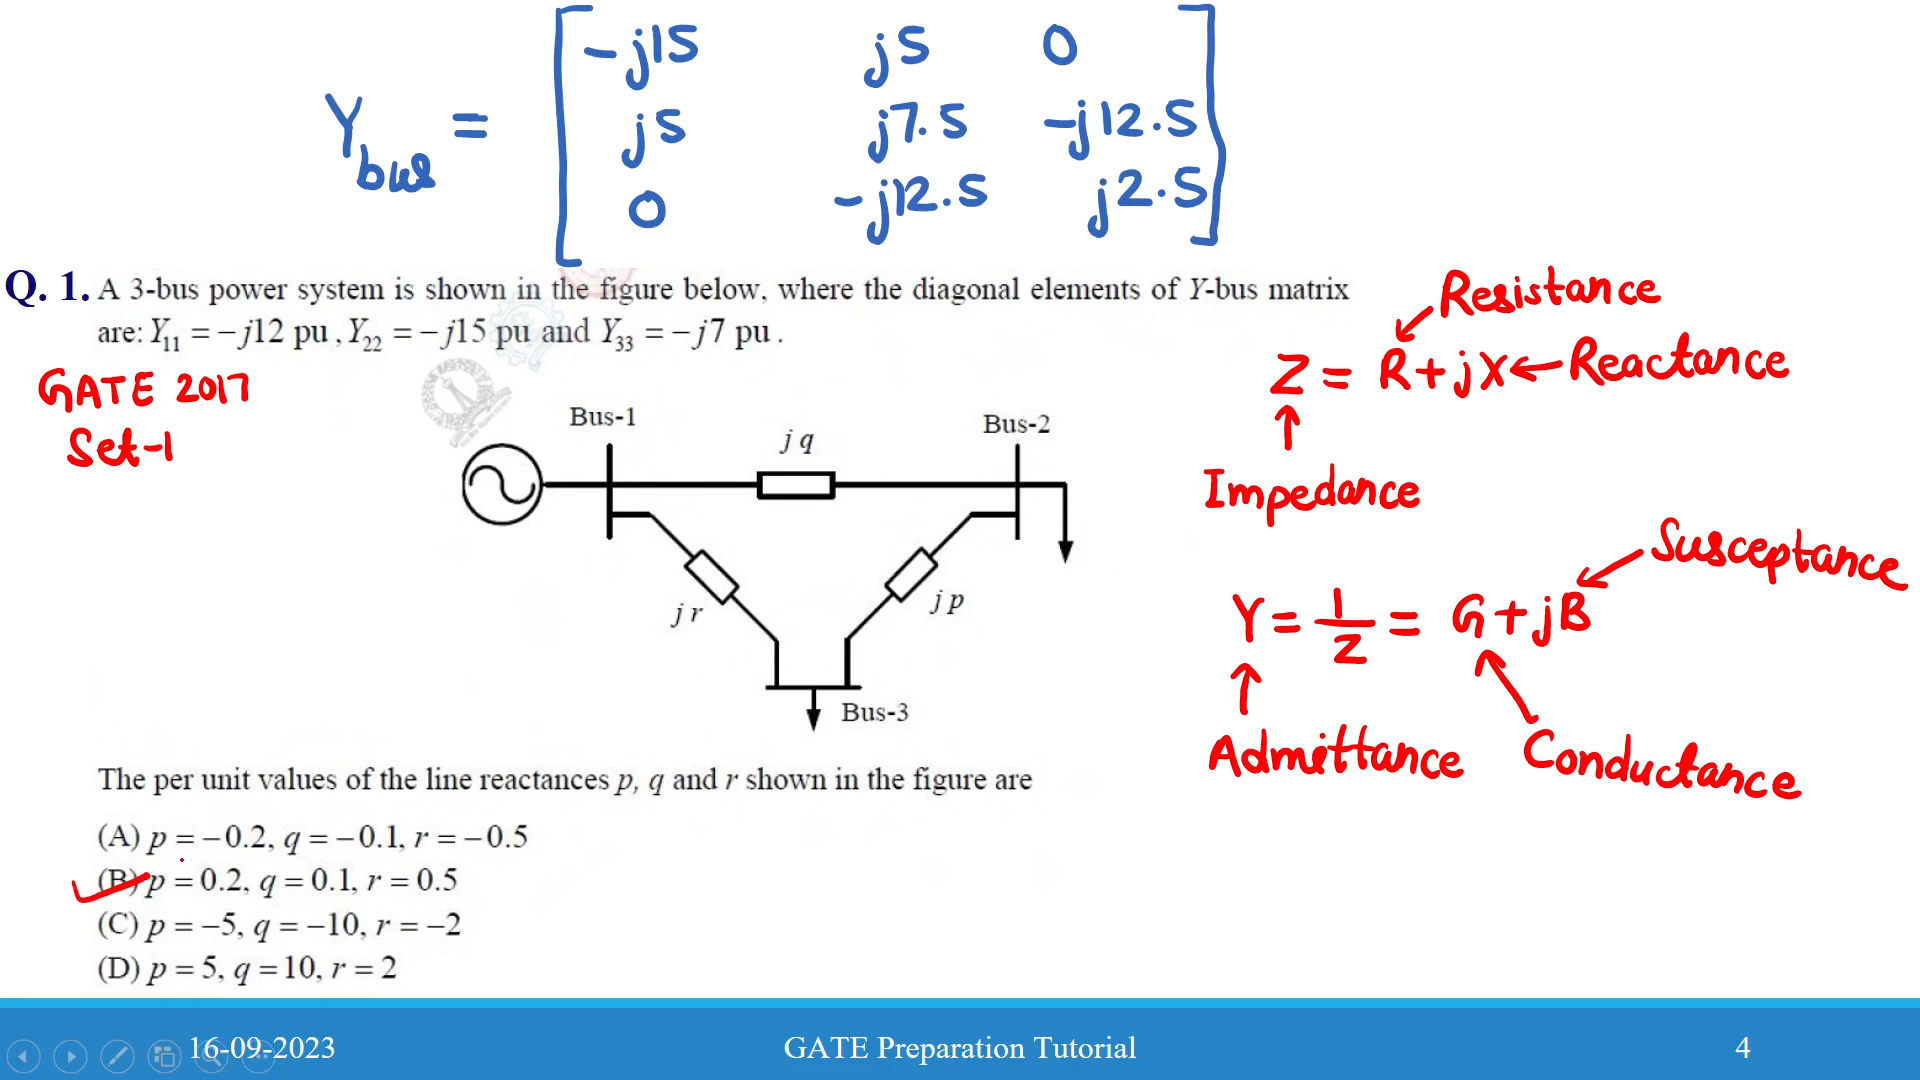 -j15 j5 0
Ybus = j5 j7.5 -j12.5
0 -j12.5 j2.5
Q. 1. A 3-bus power system is shown in the figure below, where the diagonal elements of Y-bus matrix
are: Y11 = −j12 pu, Y22 = −j15 pu and Y33 = −j7 pu.
GATE 2017
Set-1
Bus-1
j q
Bus-2
j r
j p
Bus-3
Resistance
Z = R+jX ← Reactance
Impedance
Susceptance
Y = 1/Z = G+jB
Admittance
Conductance
The per unit values of the line reactances p, q and r shown in the figure are
(A) p = −0.2, q = −0.1, r = −0.5
(B) p = 0.2, q = 0.1, r = 0.5
(C) p = −5, q = −10, r = −2
(D) p = 5, q = 10, r = 2
16-09-2023
GATE Preparation Tutorial
4